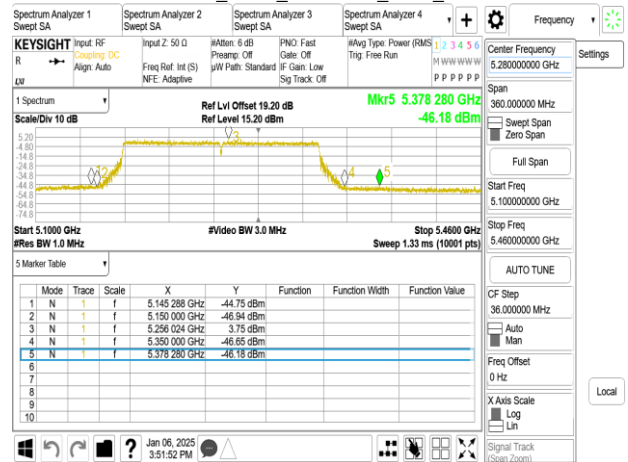 Spectrum Analyzer 1
Swept SA
Spectrum Analyzer 2
Swept SA
Spectrum Analyzer 3
Swept SA
Spectrum Analyzer 4
Swept SA
+
Frequency
KEYSIGHT
R
LXI
Input: RF
Coupling: DC
Align: Auto
Input Z: 50 Ω
Freq Ref: Int (S)
NFE: Adaptive
#Atten: 6 dB
Preamp: Off
µW Path: Standard
PNO: Fast
Gate: Off
IF Gain: Low
Sig Track: Off
#Avg Type: Power (RMS
Trig: Free Run
1 2 3 4 5 6
M W W W W W
P P P P P P
1 Spectrum
Scale/Div 10 dB
Ref Lvl Offset 19.20 dB
Ref Level 15.20 dBm
Mkr5 5.378 280 GHz
-46.18 dBm
5.20
-4.80
-14.8
-24.8
-34.8
-44.8
-54.8
-64.8
-74.8
1 2 3 4 5
Start 5.1000 GHz
#Res BW 1.0 MHz
#Video BW 3.0 MHz
Stop 5.4600 GHz
Sweep 1.33 ms (10001 pts)
5 Marker Table
Mode Trace Scale X Y Function Function Width Function Value
1 N 1 f 5.145 288 GHz -44.75 dBm
2 N 1 f 5.150 000 GHz -46.94 dBm
3 N 1 f 5.256 024 GHz 3.75 dBm
4 N 1 f 5.350 000 GHz -46.65 dBm
5 N 1 f 5.378 280 GHz -46.18 dBm
6
7
8
9
10
Jan 06, 2025
3:51:52 PM
Center Frequency
5.280000000 GHz
Settings
Span
360.000000 MHz
Swept Span
Zero Span
Full Span
Start Freq
5.100000000 GHz
Stop Freq
5.460000000 GHz
AUTO TUNE
CF Step
36.000000 MHz
Auto
Man
Freq Offset
0 Hz
X Axis Scale
Log
Lin
Local
Signal Track
(Span Zoom)